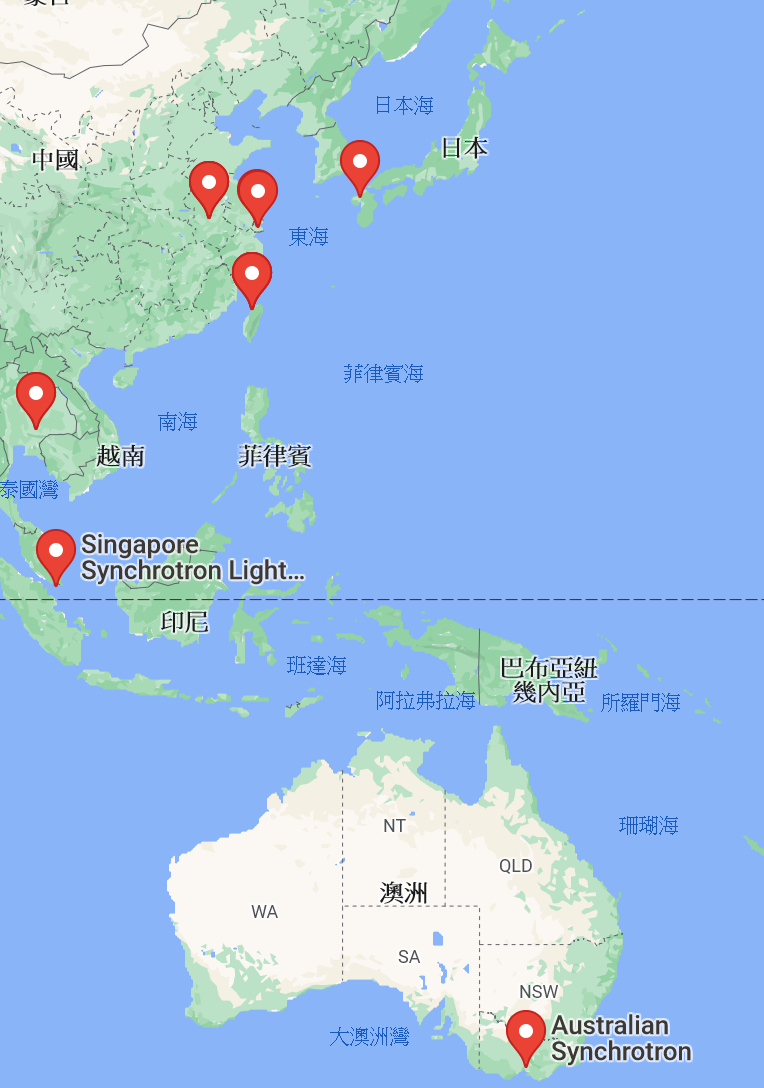 蒙古
日本海
日本
中國
東海
菲律賓海
南海
越南
菲律賓
泰國灣
Singapore
Synchrotron Light...
印尼
班達海
巴布亞紐
幾內亞
阿拉弗拉海
所羅門海
珊瑚海
NT
QLD
澳洲
WA
SA
NSW
大澳洲灣
Australian
Synchrotron